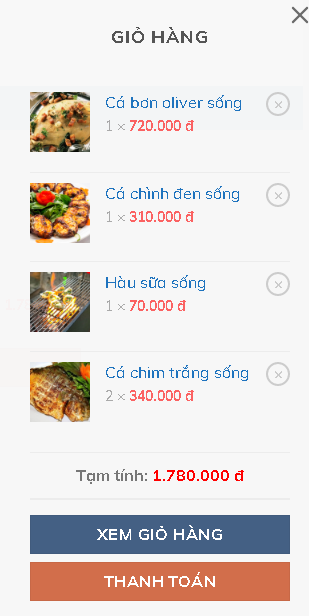 GIỎ HÀNG
Cá bơn oliver sống
1 × 720.000 đ
Cá chình đen sống
1 × 310.000 đ
Hàu sữa sống
1 × 70.000 đ
Cá chim trắng sống
2 × 340.000 đ
Tạm tính: 1.780.000 đ
XEM GIỎ HÀNG
THANH TOÁN